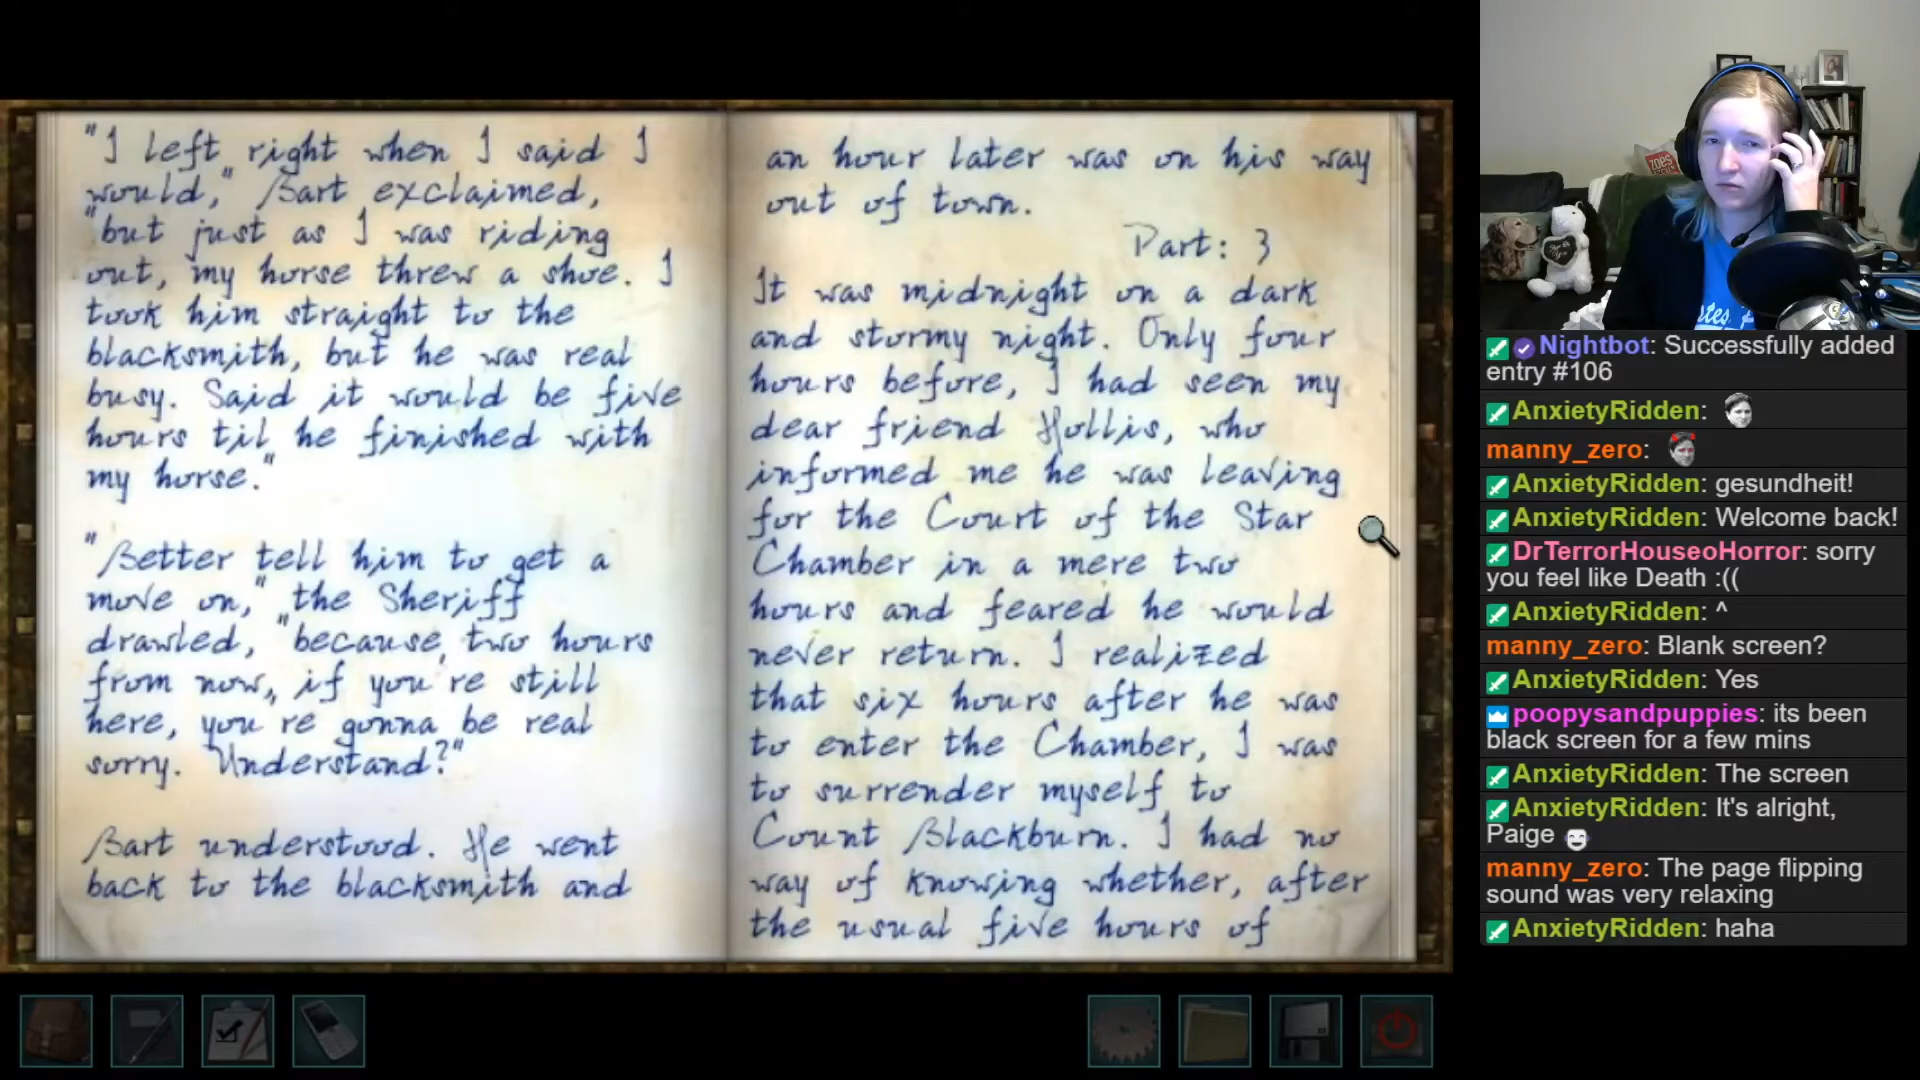 "I left right when I said I
would," Bart exclaimed,
"but just as I was riding
out, my horse threw a shoe. I
took him straight to the
blacksmith, but he was real
busy. Said it would be five
hours til he finished with
my horse."
"Better tell him to get a
move on," the Sheriff
drawled, "because, two hours
from now, if you're still
here, you're gonna be real
sorry. Understand?"
Bart understood. He went
back to the blacksmith and
an hour later was on his way
out of town.
Part: 3
It was midnight on a dark
and stormy night. Only four
hours before, I had seen my
dear friend Hollis, who
informed me he was leaving
for the Court of the Star
Chamber in a mere two
hours and feared he would
never return. I realized
that six hours after he was
to enter the Chamber, I was
to surrender myself to
Count Blackburn. I had no
way of knowing whether, after
the usual five hours of
Nightbot: Successfully added
entry #106
AnxietyRidden:
manny_zero:
AnxietyRidden: gesundheit!
AnxietyRidden: Welcome back!
DrTerrorHouseoHorror: sorry
you feel like Death :((
AnxietyRidden: ^
manny_zero: Blank screen?
AnxietyRidden: Yes
poopysandpuppies: its been
black screen for a few mins
AnxietyRidden: The screen
AnxietyRidden: It's alright,
Paige
manny_zero: The page flipping
sound was very relaxing
AnxietyRidden: haha